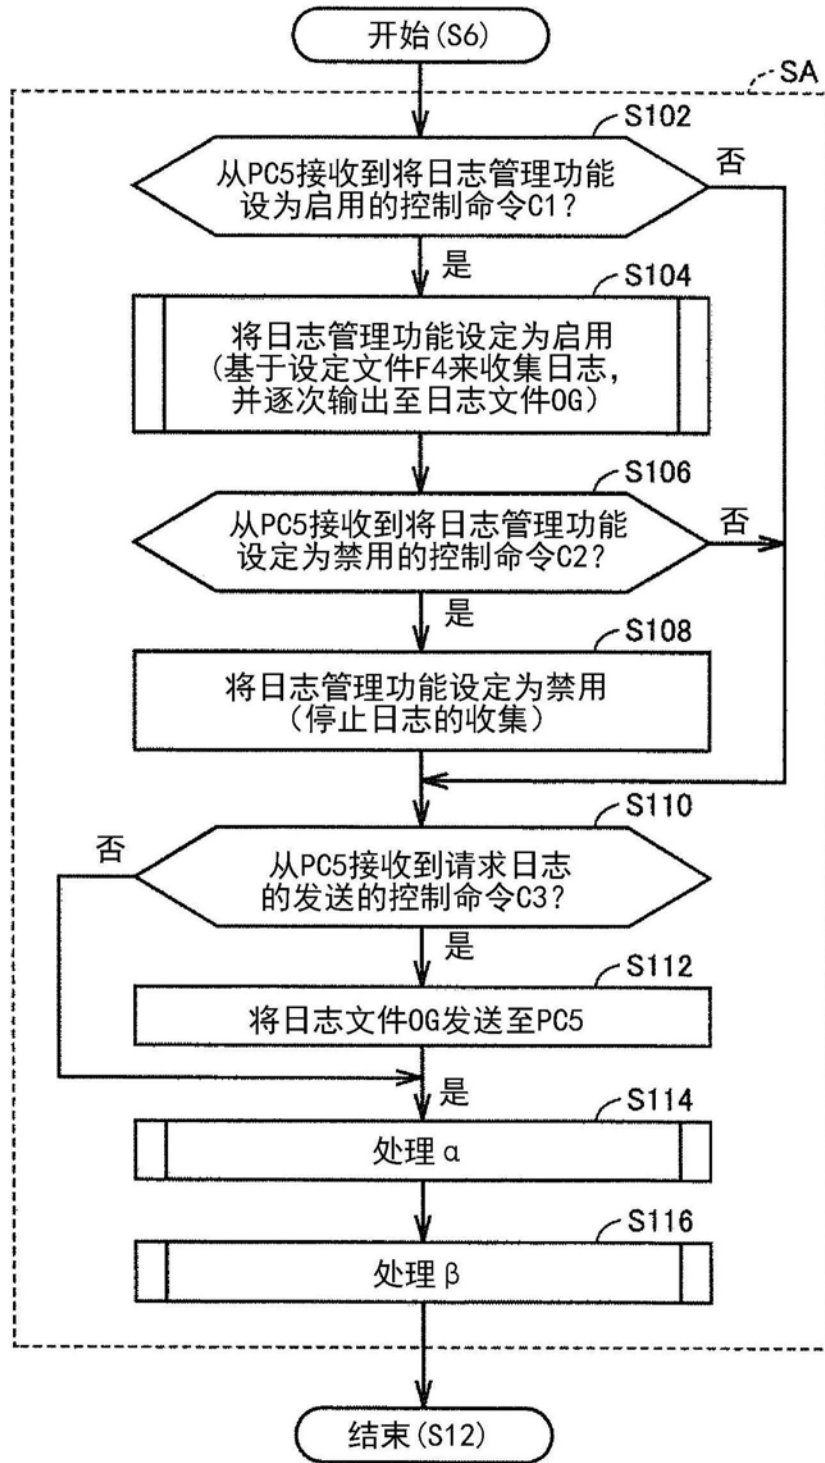 开始(S6)
SA
S102
从PC5接收到将日志管理功能
设为启用的控制命令C1?
否
是
S104
将日志管理功能设定为启用
(基于设定文件F4来收集日志,
并逐次输出至日志文件OG)
S106
从PC5接收到将日志管理功能
设定为禁用的控制命令C2?
否
是
S108
将日志管理功能设定为禁用
(停止日志的收集)
S110
否
从PC5接收到请求日志
的发送的控制命令C3?
是
S112
将日志文件OG发送至PC5
是
S114
处理α
S116
处理β
结束(S12)